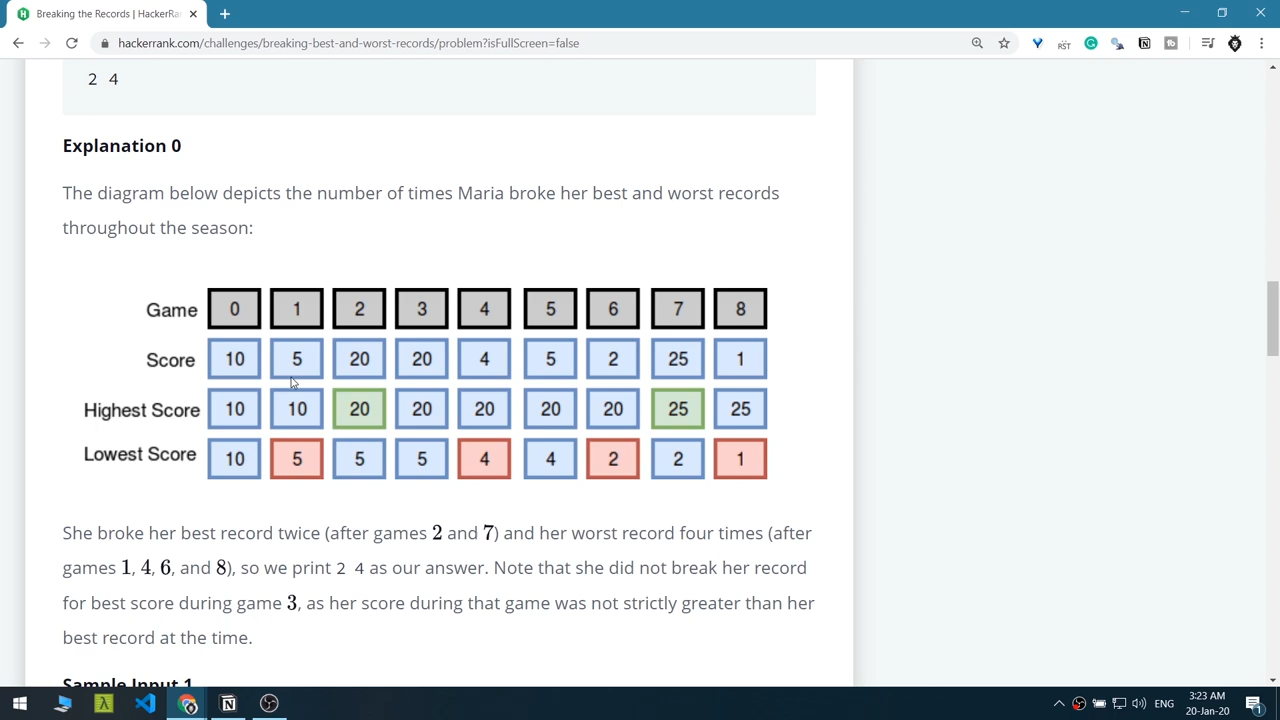 Breaking the Records | HackerRa
hackerrank.com/challenges/breaking-best-and-worst-records/problem?isFullScreen=false
RST
2 4
Explanation 0
The diagram below depicts the number of times Maria broke her best and worst records
throughout the season:
Game 0 1 2 3 4 5 6 7 8
Score 10 5 20 20 4 5 2 25 1
Highest Score 10 10 20 20 20 20 20 25 25
Lowest Score 10 5 5 5 4 4 2 2 1
She broke her best record twice (after games 2 and 7) and her worst record four times (after
games 1, 4, 6, and 8), so we print 2 4 as our answer. Note that she did not break her record
for best score during game 3, as her score during that game was not strictly greater than her
best record at the time.
Sample Input 1
ENG
3:23 AM
20-Jan-20
1